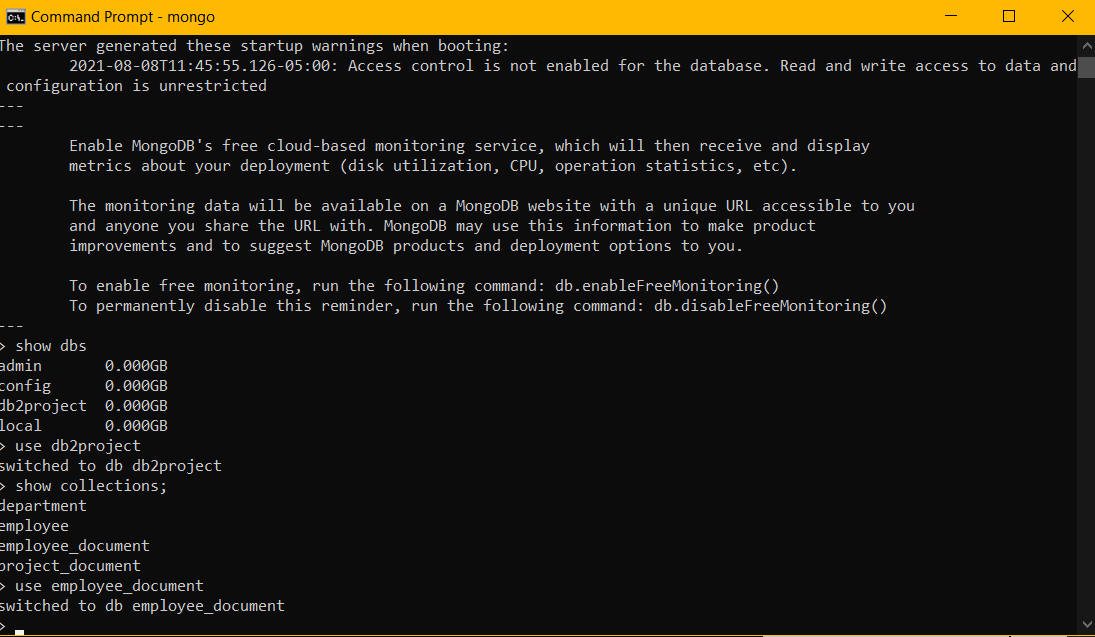 Command Prompt - mongo
The server generated these startup warnings when booting:
2021-08-08T11:45:55.126-05:00: Access control is not enabled for the database. Read and write access to data and
configuration is unrestricted
---
---
Enable MongoDB's free cloud-based monitoring service, which will then receive and display
metrics about your deployment (disk utilization, CPU, operation statistics, etc).
The monitoring data will be available on a MongoDB website with a unique URL accessible to you
and anyone you share the URL with. MongoDB may use this information to make product
improvements and to suggest MongoDB products and deployment options to you.
To enable free monitoring, run the following command: db.enableFreeMonitoring()
To permanently disable this reminder, run the following command: db.disableFreeMonitoring()
---
> show dbs
admin 0.000GB
config 0.000GB
db2project 0.000GB
local 0.000GB
> use db2project
switched to db db2project
> show collections;
department
employee
employee_document
project_document
> use employee_document
switched to db employee_document
>